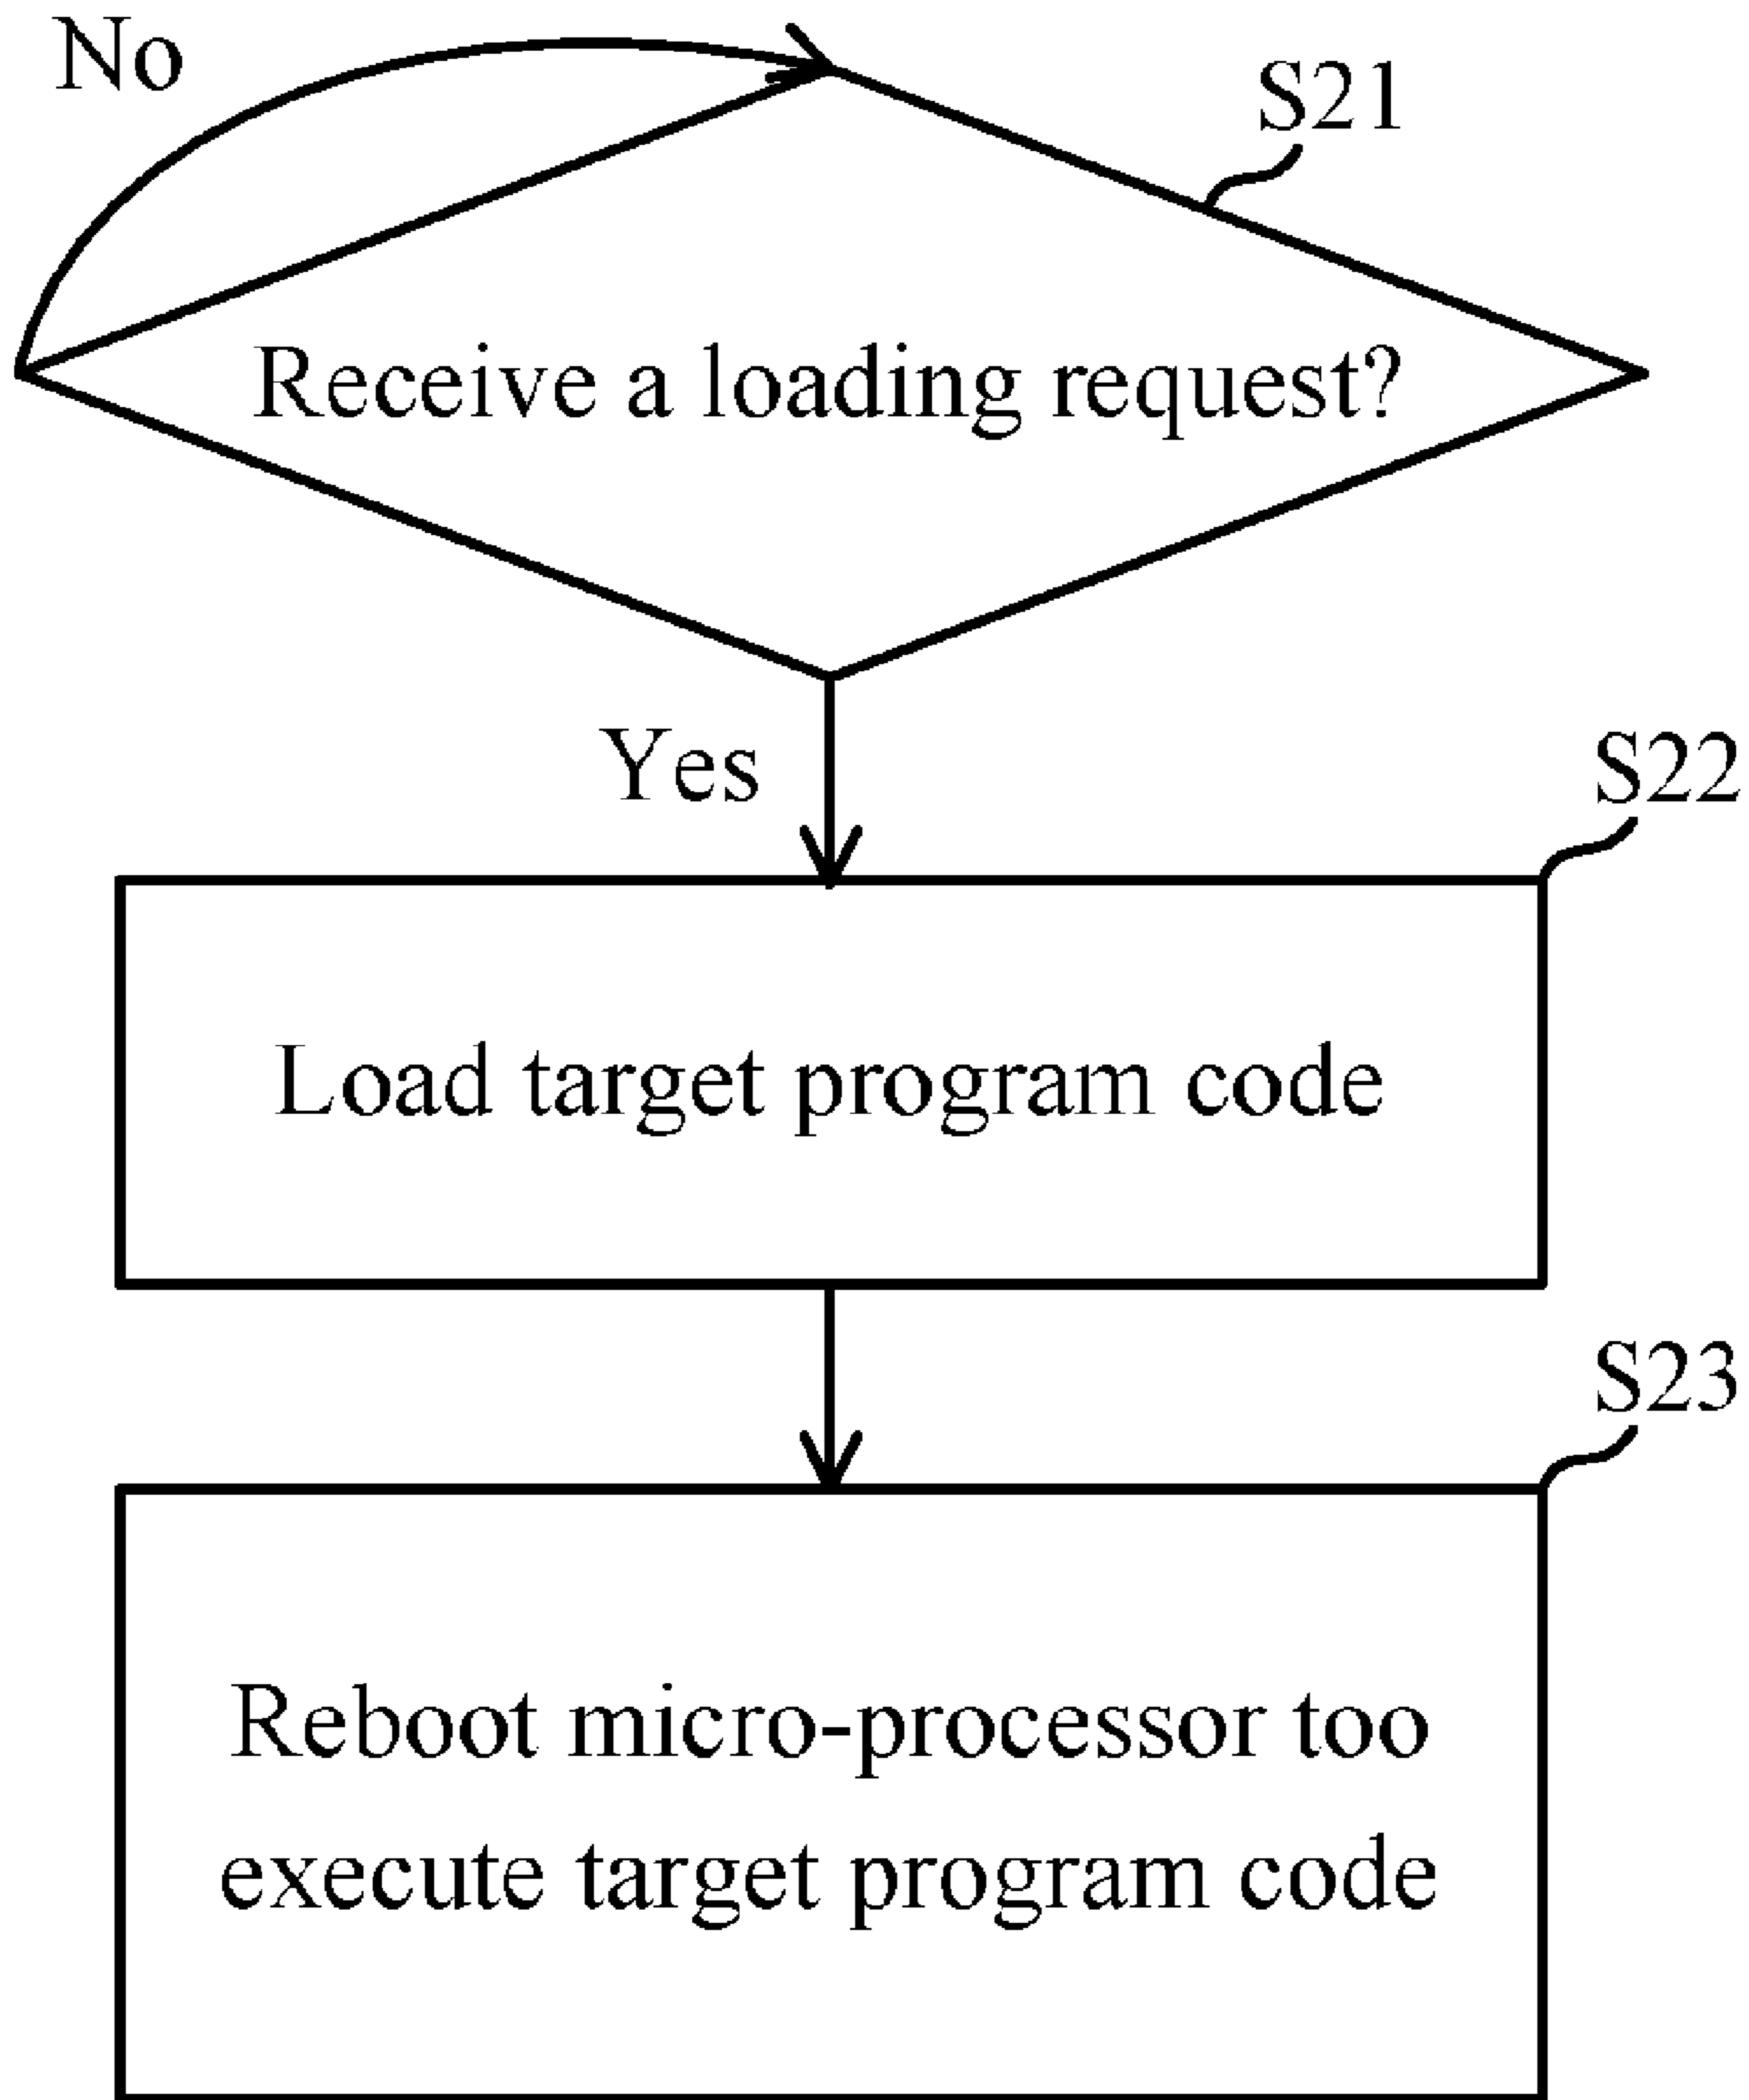 No
S21
Receive a loading request?
Yes
S22
Load target program code
S23
Reboot micro-processor too
execute target program code